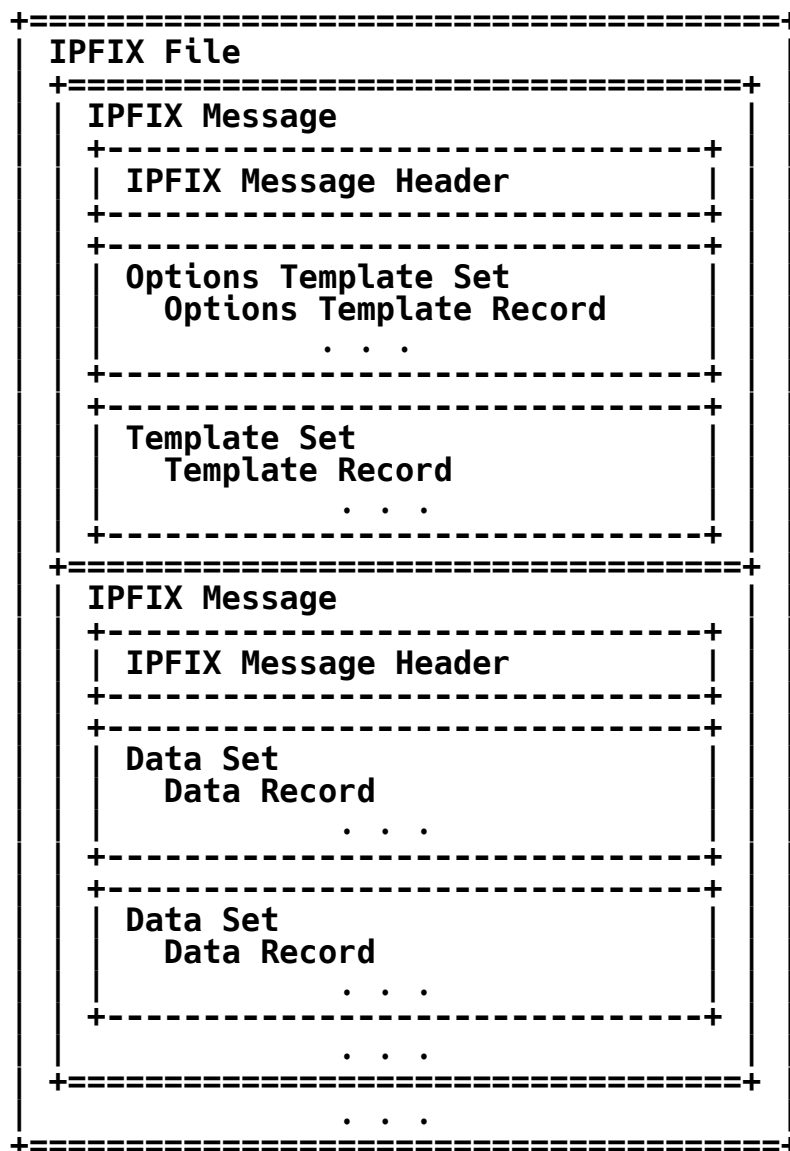 +=======================================+
| IPFIX File                            |
| +===================================+ |
| | IPFIX Message                     | |
| | +-------------------------------+ | |
| | | IPFIX Message Header          | | |
| | +-------------------------------+ | |
| | +-------------------------------+ | |
| | | Options Template Set          | | |
| | |   Options Template Record     | | |
| | |           . . .               | | |
| | +-------------------------------+ | |
| | +-------------------------------+ | |
| | | Template Set                  | | |
| | |   Template Record             | | |
| | |            . . .              | | |
| | +-------------------------------+ | |
| +===================================+ |
| | IPFIX Message                     | |
| | +-------------------------------+ | |
| | | IPFIX Message Header          | | |
| | +-------------------------------+ | |
| | +-------------------------------+ | |
| | | Data Set                      | | |
| | |   Data Record                 | | |
| | |            . . .              | | |
| | +-------------------------------+ | |
| | +-------------------------------+ | |
| | | Data Set                      | | |
| | |   Data Record                 | | |
| | |            . . .              | | |
| | +-------------------------------+ | |
| |              . . .                | |
| +===================================+ |
|                . . .                  |
+=======================================+